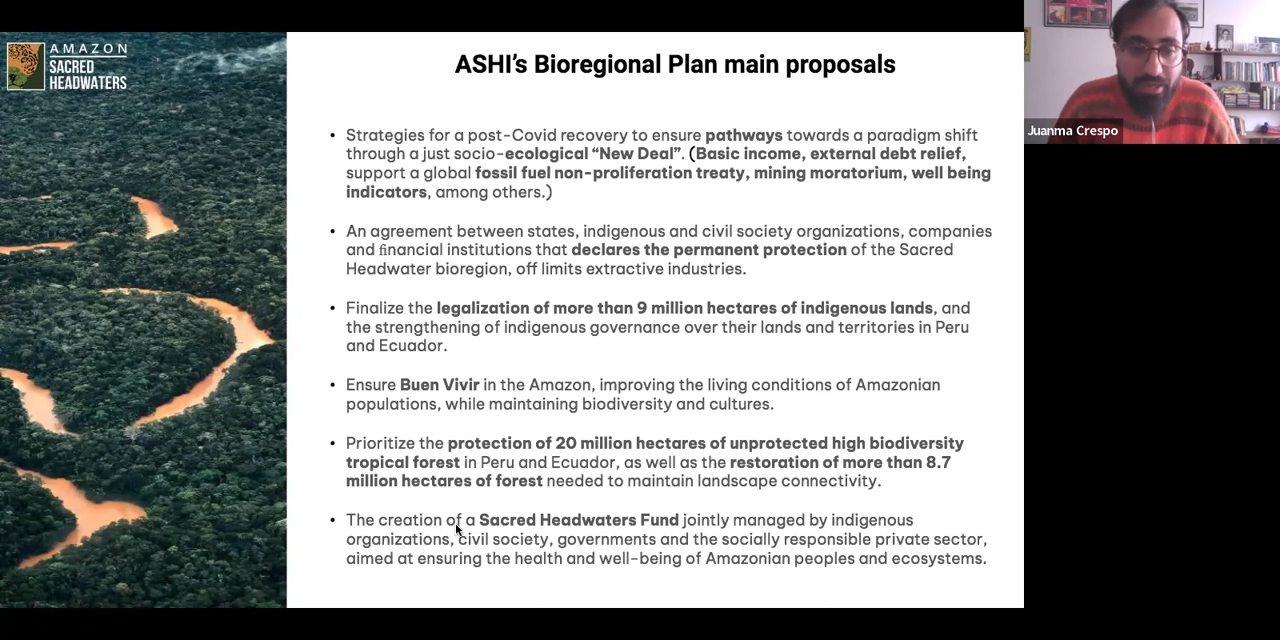 AMAZON
SACRED
HEADWATERS
ASHI’s Bioregional Plan main proposals
• Strategies for a post-Covid recovery to ensure pathways towards a paradigm shift
through a just socio-ecological “New Deal”. (Basic income, external debt relief,
support a global fossil fuel non-proliferation treaty, mining moratorium, well being
indicators, among others.)
• An agreement between states, indigenous and civil society organizations, companies
and financial institutions that declares the permanent protection of the Sacred
Headwater bioregion, off limits extractive industries.
• Finalize the legalization of more than 9 million hectares of indigenous lands, and
the strengthening of indigenous governance over their lands and territories in Peru
and Ecuador.
• Ensure Buen Vivir in the Amazon, improving the living conditions of Amazonian
populations, while maintaining biodiversity and cultures.
• Prioritize the protection of 20 million hectares of unprotected high biodiversity
tropical forest in Peru and Ecuador, as well as the restoration of more than 8.7
million hectares of forest needed to maintain landscape connectivity.
• The creation of a Sacred Headwaters Fund jointly managed by indigenous
organizations, civil society, governments and the socially responsible private sector,
aimed at ensuring the health and well-being of Amazonian peoples and ecosystems.
Juanma Crespo